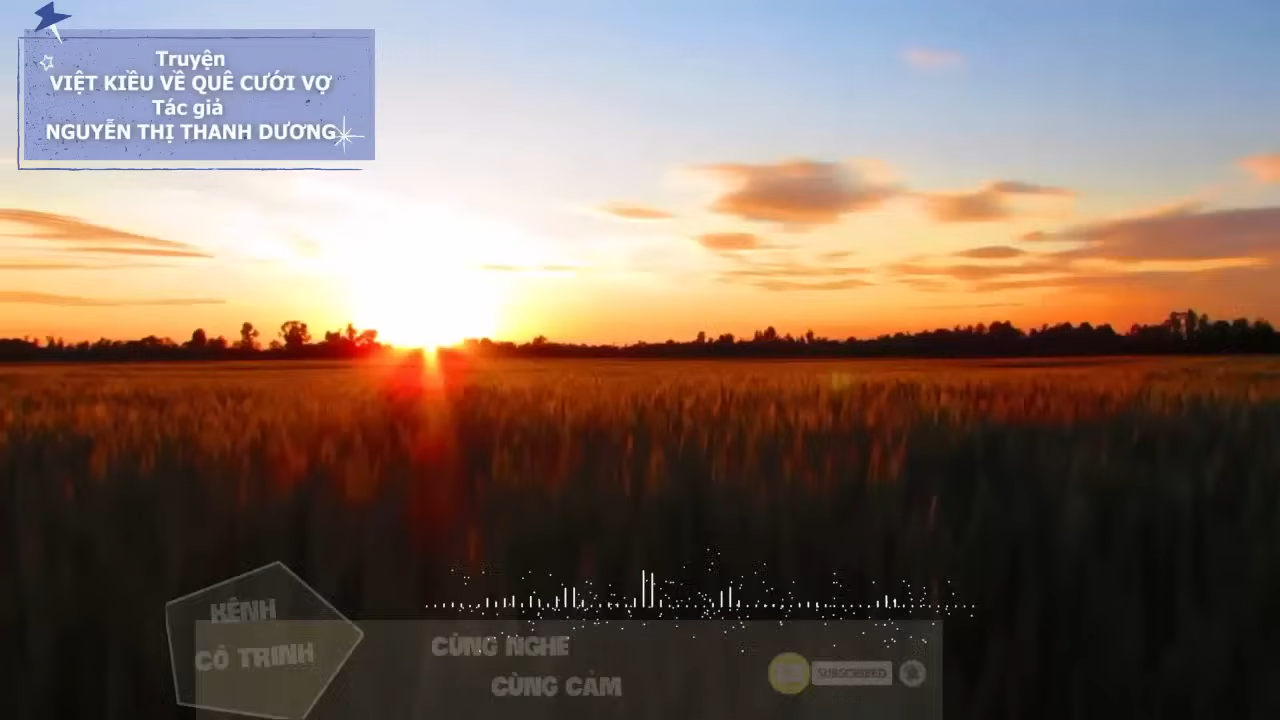 Truyện
VIỆT KIỀU VỀ QUÊ CƯỚI VỢ
Tác giả
NGUYỄN THỊ THANH DƯƠNG
KÊNH
CÔ TRINH
CÙNG NGHE
CÙNG CẢM
SUBSCRIBED